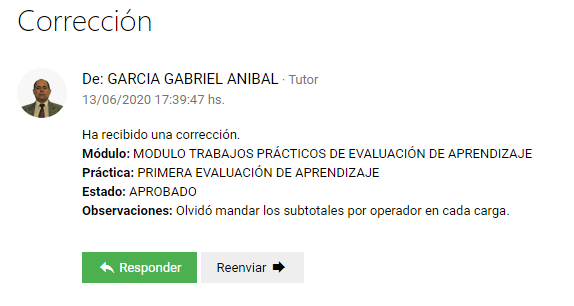 Corrección
De: GARCIA GABRIEL ANIBAL · Tutor
13/06/2020 17:39:47 hs.
Ha recibido una corrección.
Módulo: MODULO TRABAJOS PRÁCTICOS DE EVALUACIÓN DE APRENDIZAJE
Práctica: PRIMERA EVALUACIÓN DE APRENDIZAJE
Estado: APROBADO
Observaciones: Olvidó mandar los subtotales por operador en cada carga.
Responder Reenviar